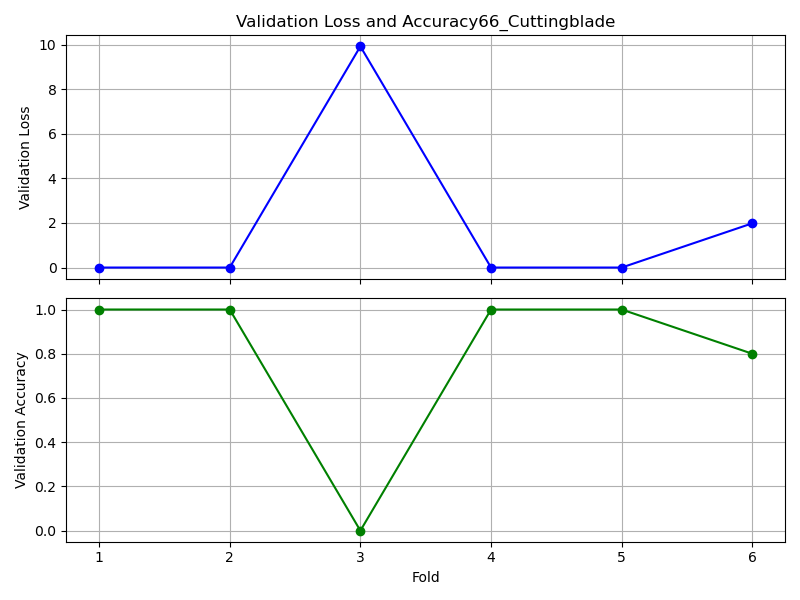 Validation Loss and Accuracy66_Cuttingblade
10
8
6
4
2
0
Validation Loss
1.0
0.8
0.6
0.4
0.2
0.0
Validation Accuracy
1 2 3 4 5 6
Fold